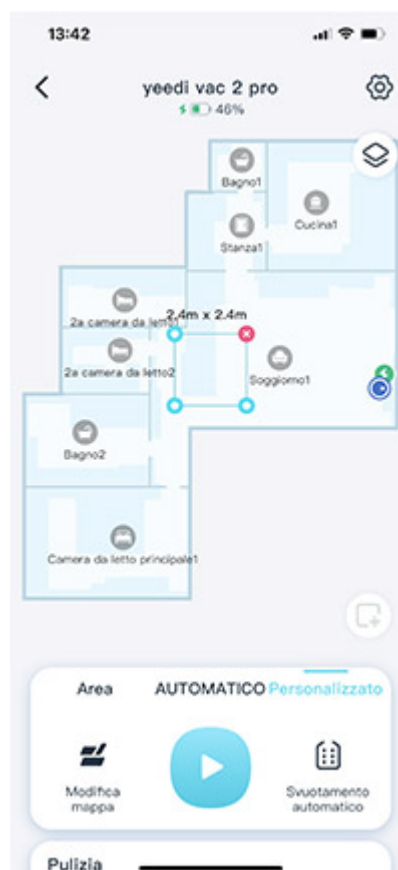 13:42
yeedi vac 2 pro
46%
Bagno1
Cucina1
Stanza1
2.4m x 2.4m
2a camera da letto1
2a camera da letto2
Soggiorno1
Bagno2
Camera da letto principale1
Area
AUTOMATICO
Personalizzato
Modifica
mappa
Svuotamento
automatico
Pulizia